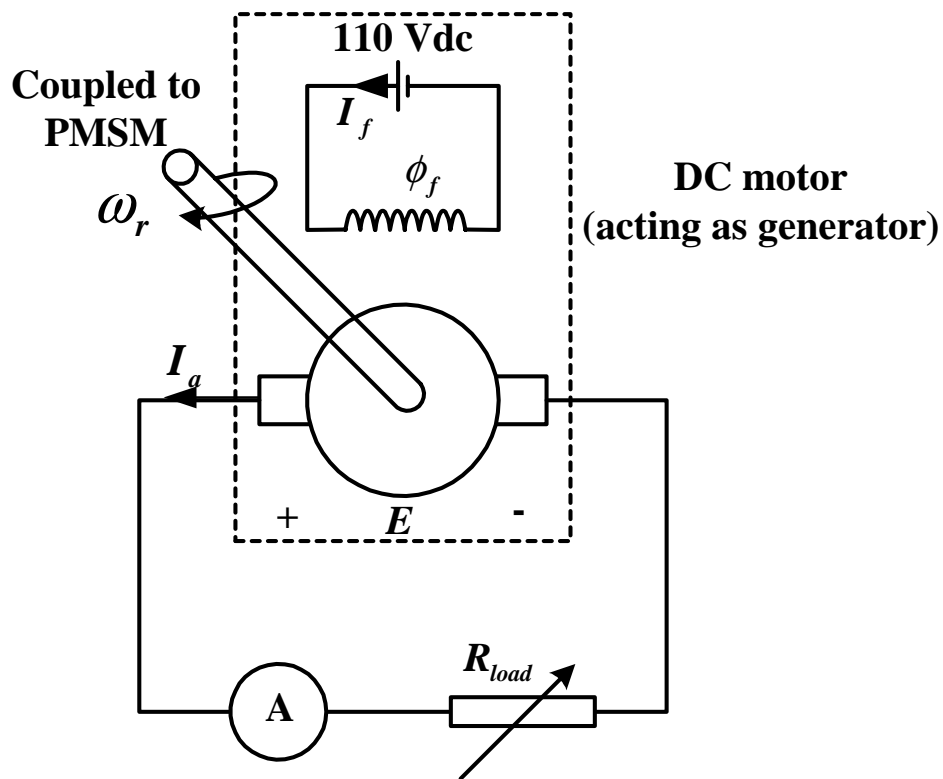 110 Vdc
Coupled to
PMSM
I_f
ϕ_f
ω_r
DC motor
(acting as generator)
I_a
+ E -
R_load
A